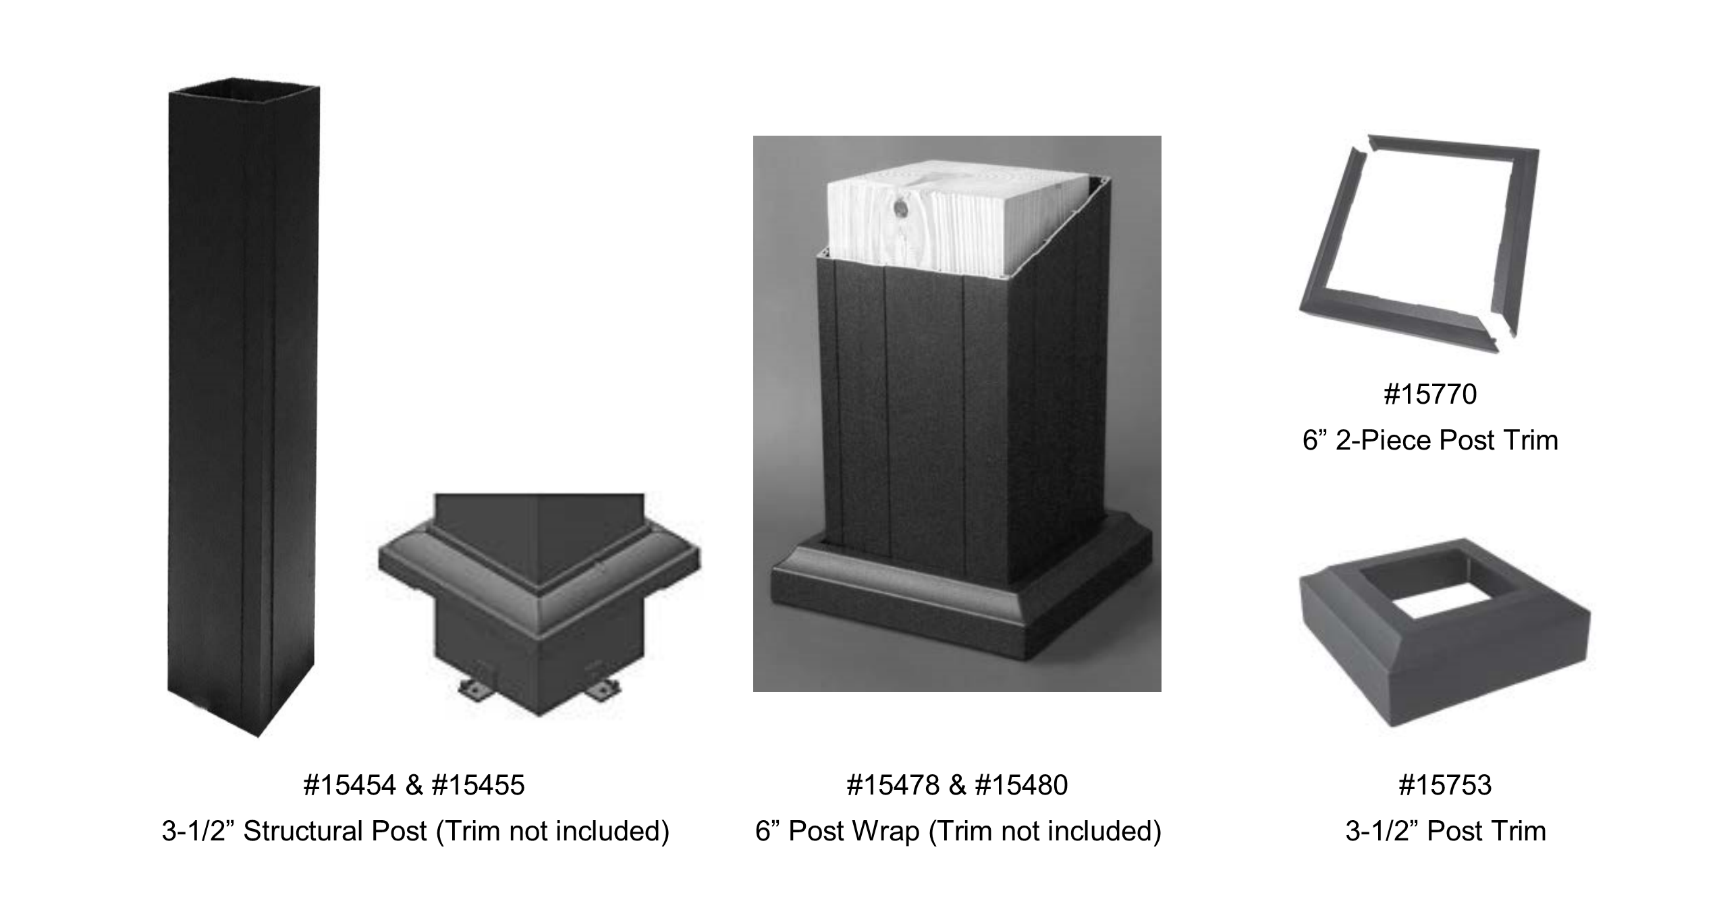 #15770
6” 2-Piece Post Trim
#15454 & #15455
3-1/2” Structural Post (Trim not included)
#15478 & #15480
6” Post Wrap (Trim not included)
#15753
3-1/2” Post Trim